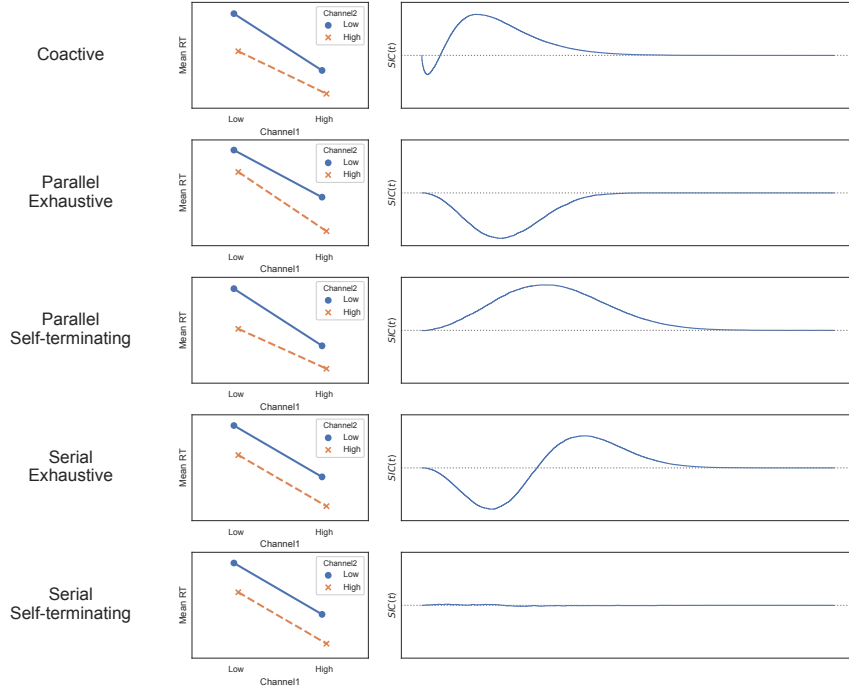 Coactive
Mean RT
Channel2
Low
High
Low
High
Channel1
SIC(t)
Parallel
Exhaustive
Mean RT
Channel2
Low
High
Low
High
Channel1
SIC(t)
Parallel
Self-terminating
Mean RT
Channel2
Low
High
Low
High
Channel1
SIC(t)
Serial
Exhaustive
Mean RT
Channel2
Low
High
Low
High
Channel1
SIC(t)
Serial
Self-terminating
Mean RT
Channel2
Low
High
Low
High
Channel1
SIC(t)